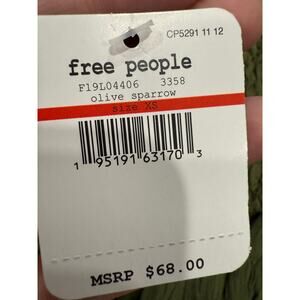 CP5291 11 12
free people
F19L04406 3358
olive sparrow
size XS
1 95191 63170 3
MSRP $68.00